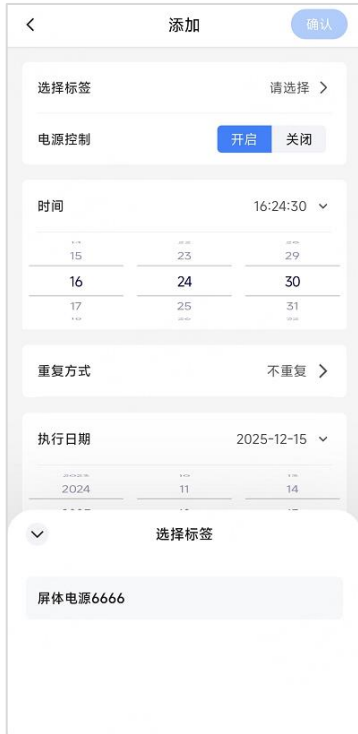 添加 确认
选择标签 请选择
电源控制 开启 关闭
时间 16:24:30
15 23 29
16 24 30
17 25 31
重复方式 不重复
执行日期 2025-12-15
2024 11 14
选择标签
屏体电源6666